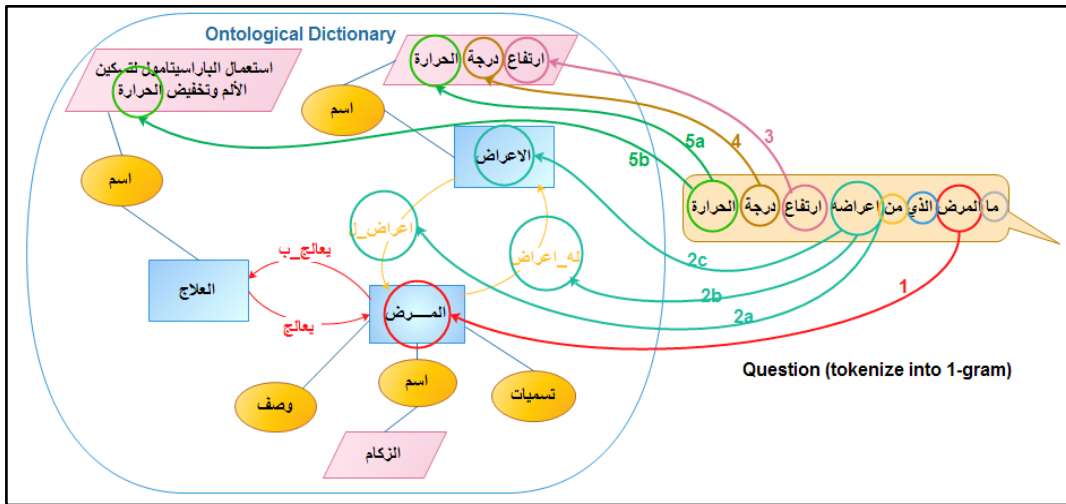 Ontological Dictionary
استعمال الباراسيتامول لتسكين
الألم وتخفيض الحرارة
ارتفاع درجة الحرارة
اسم
اسم
الاعراض
3
4
5a
5b
ما المرض الذي من اعراضه ارتفاع درجة الحرارة
اعراض_ل
له_اعراض
يعالج_ب
العلاج
يعالج
المـــرض
2c
2b
2a
1
Question (tokenize into 1-gram)
وصف
اسم
تسميات
الزكام